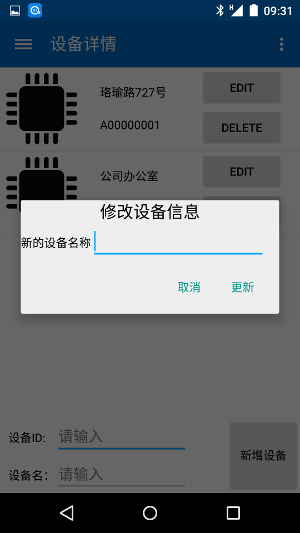 H 09:31
设备详情
珞瑜路727号 EDIT
A00000001 DELETE
公司办公室 EDIT
修改设备信息
新的设备名称
取消 更新
设备ID: 请输入
设备名: 请输入
新增设备